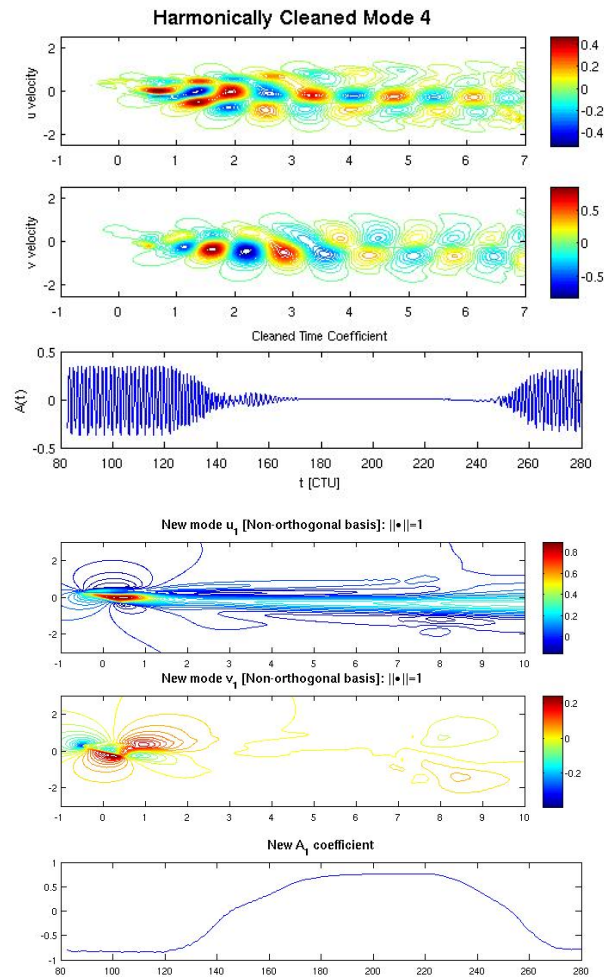 Harmonically Cleaned Mode 4
u velocity
2
0
-2
-1 0 1 2 3 4 5 6 7
0.4
0.2
0
-0.2
-0.4
v velocity
2
0
-2
-1 0 1 2 3 4 5 6 7
0.5
0
-0.5
Cleaned Time Coefficient
A(t)
0.5
0
-0.5
80 100 120 140 160 180 200 220 240 260 280
t [CTU]
New mode u1 [Non-orthogonal basis]: ||•||=1
2
0
-2
-1 0 1 2 3 4 5 6 7 8 9 10
0.8
0.6
0.4
0.2
0
New mode v1 [Non-orthogonal basis]: ||•||=1
2
0
-2
-1 0 1 2 3 4 5 6 7 8 9 10
0.2
0
-0.2
New A1 coefficient
1
0.5
0
-0.5
-1
80 100 120 140 160 180 200 220 240 260 280